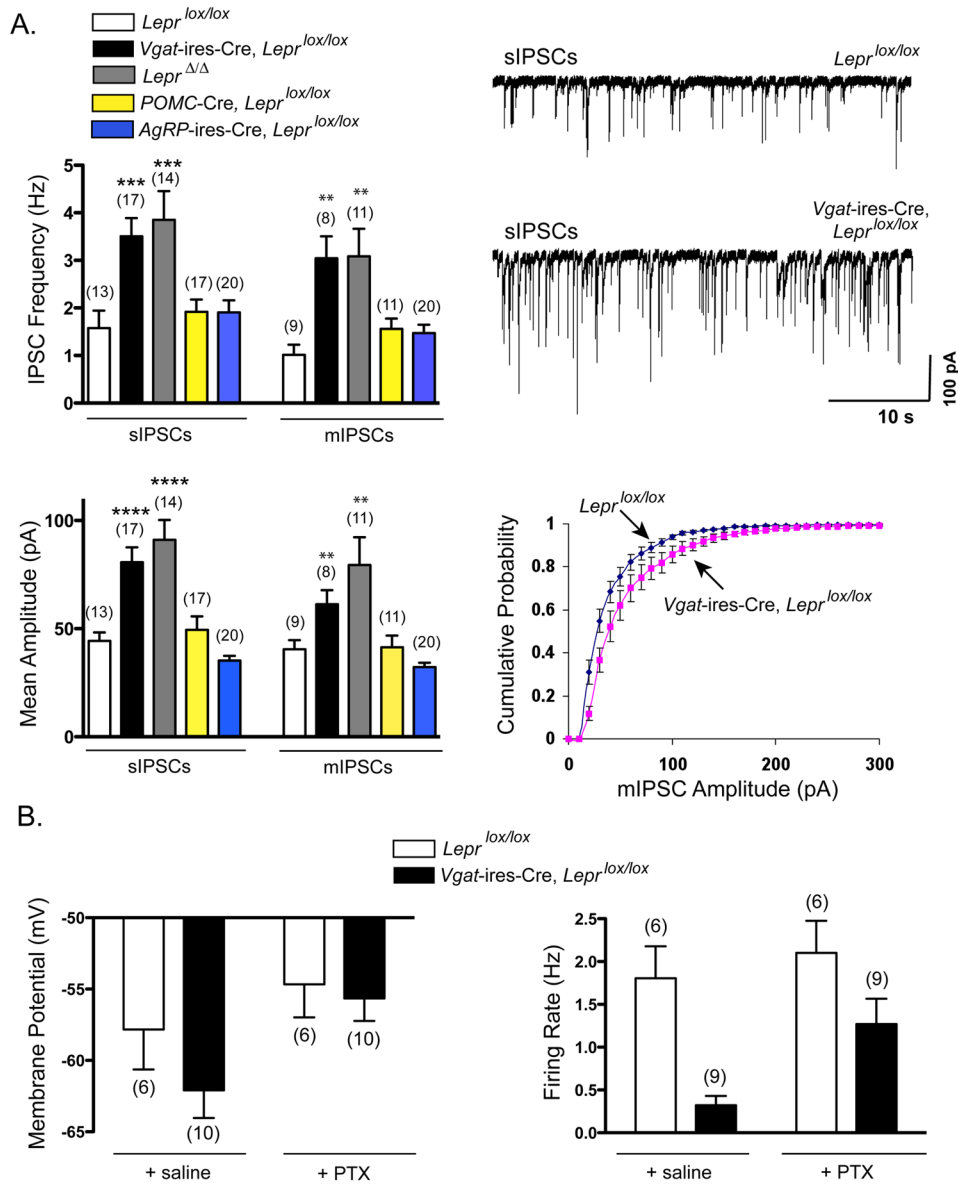 A.
Lepr lox/lox
Vgat-ires-Cre, Lepr lox/lox
Lepr Δ/Δ
POMC-Cre, Lepr lox/lox
AgRP-ires-Cre, Lepr lox/lox
IPSC Frequency (Hz)
5
4
3
2
1
0
(13)
***
(17)
***
(14)
(17)
(20)
(9)
**
(8)
**
(11)
(11)
(20)
sIPSCs
mIPSCs
sIPSCs
Lepr lox/lox
sIPSCs
Vgat-ires-Cre,
Lepr lox/lox
100 pA
10 s
Mean Amplitude (pA)
100
50
0
(13)
****
(17)
****
(14)
(17)
(20)
(9)
**
(8)
**
(11)
(11)
(20)
sIPSCs
mIPSCs
Cumulative Probability
1
0.8
0.6
0.4
0.2
0
Lepr lox/lox
Vgat-ires-Cre, Lepr lox/lox
0
100
200
300
mIPSC Amplitude (pA)
B.
Lepr lox/lox
Vgat-ires-Cre, Lepr lox/lox
Membrane Potential (mV)
-50
-55
-60
-65
(6)
(10)
(6)
(10)
+ saline
+ PTX
Firing Rate (Hz)
2.5
2.0
1.5
1.0
0.5
0.0
(6)
(9)
(6)
(9)
+ saline
+ PTX